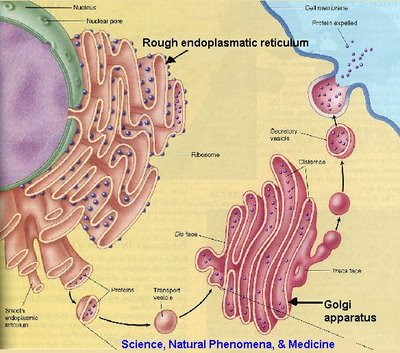 Nucleus
Nuclear pore
Cell membrane
Protein expelled
Rough endoplasmatic reticulum
Secretory
vesicle
Ribosome
Cisternae
Cis face
Proteins
Transport
vesicle
Trans face
Smooth
endoplasmic
reticulum
Golgi
apparatus
Science, Natural Phenomena, & Medicine